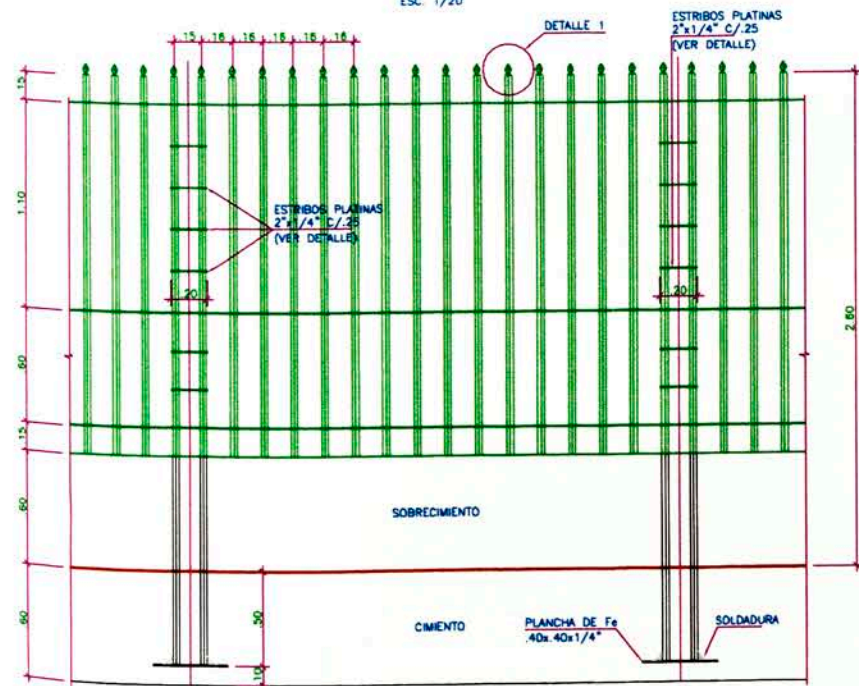 ESC. 1/20
DETALLE 1
ESTRIBOS PLATINAS
2"x1/4" C/.25
(VER DETALLE)
.15 .16 .16 .16 .16 .16
15
1.10
ESTRIBOS PLATINAS
2"x1/4" C/.25
(VER DETALLE)
.20
.20
2.60
60
15
60
SOBRECIMIENTO
60
.50
CIMIENTO
PLANCHA DE Fe
.40x.40x1/4"
SOLDADURA
.10